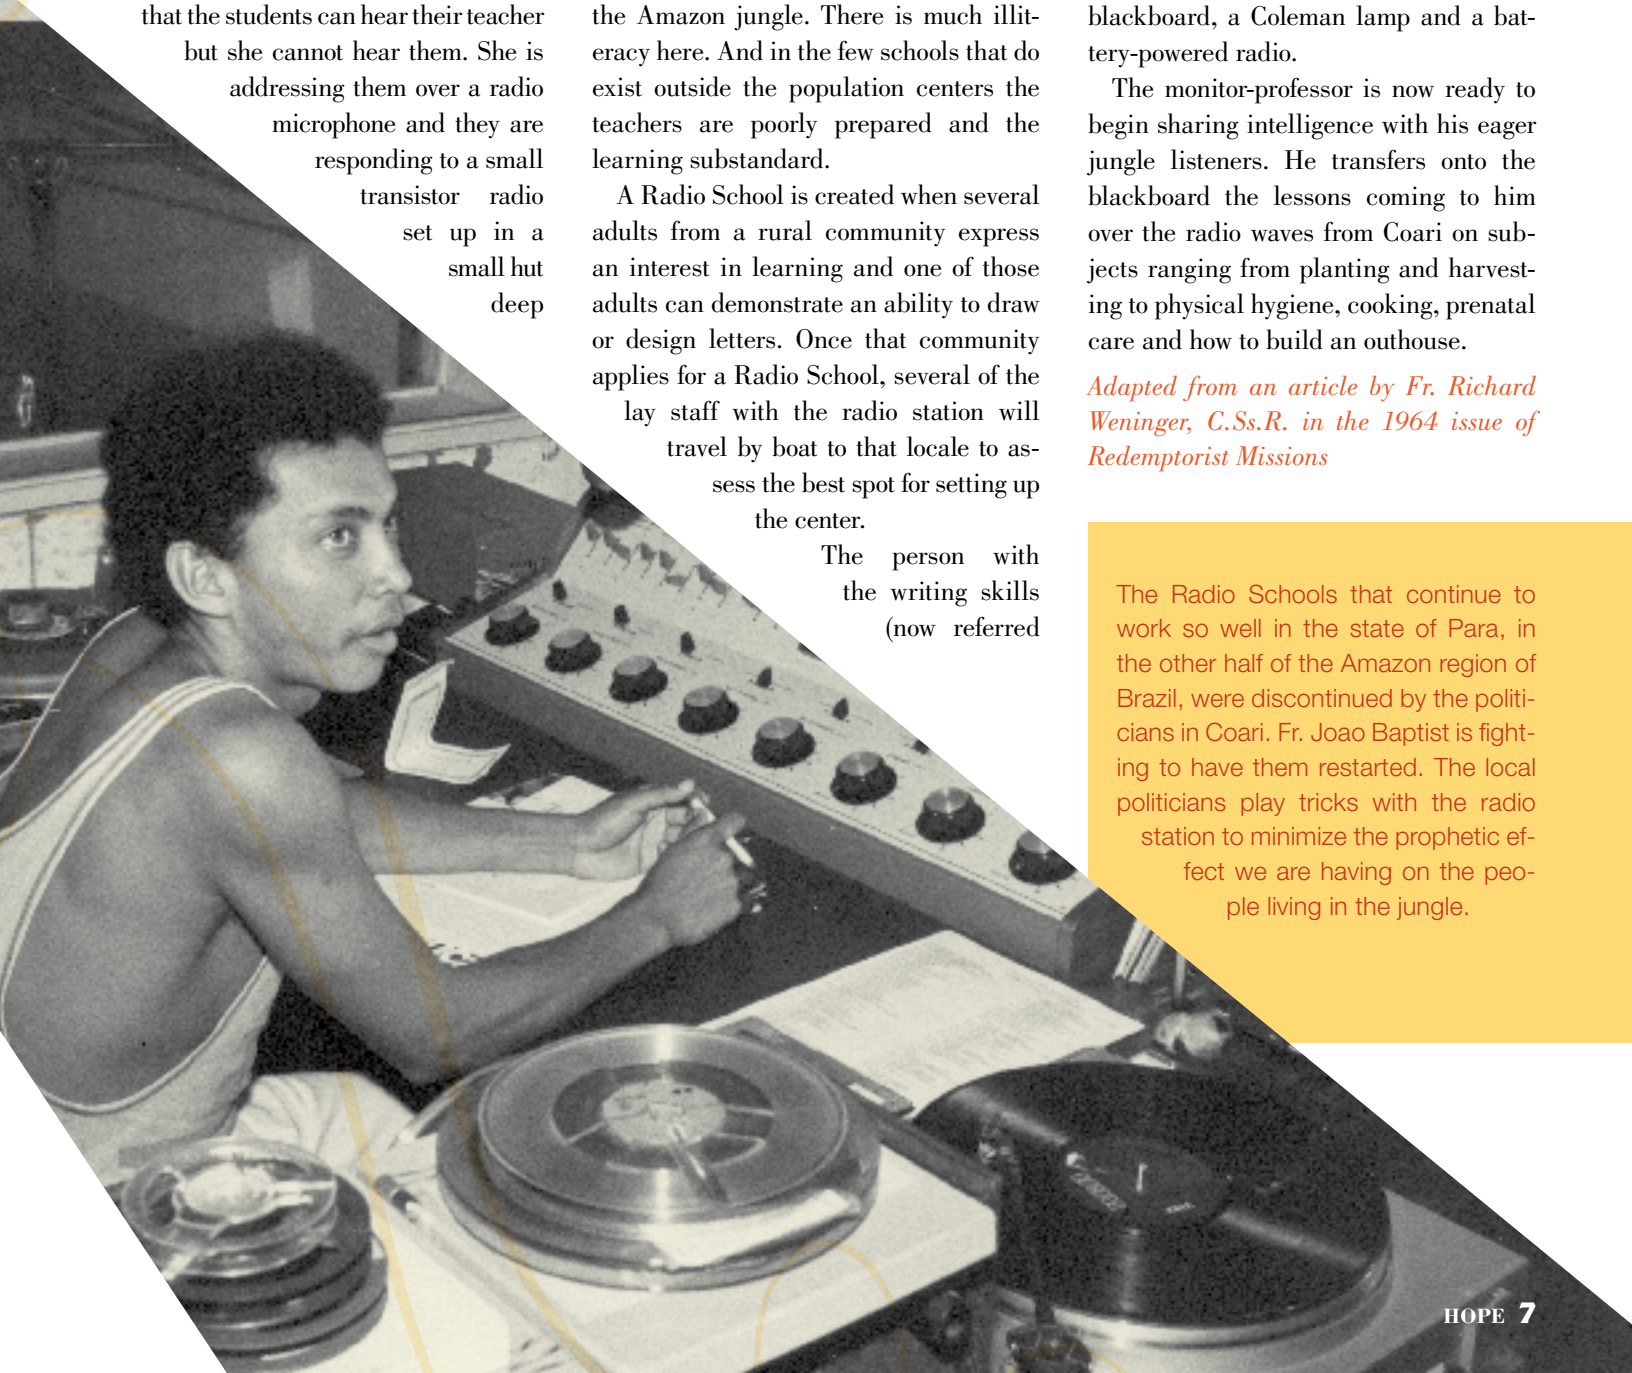 that the students can hear their teacher
but she cannot hear them. She is
addressing them over a radio
microphone and they are
responding to a small
transistor radio
set up in a
small hut
deep
the Amazon jungle. There is much illit-
eracy here. And in the few schools that do
exist outside the population centers the
teachers are poorly prepared and the
learning substandard.
A Radio School is created when several
adults from a rural community express
an interest in learning and one of those
adults can demonstrate an ability to draw
or design letters. Once that community
applies for a Radio School, several of the
lay staff with the radio station will
travel by boat to that locale to as-
sess the best spot for setting up
the center.
The person with
the writing skills
(now referred
blackboard, a Coleman lamp and a bat-
tery-powered radio.
The monitor-professor is now ready to
begin sharing intelligence with his eager
jungle listeners. He transfers onto the
blackboard the lessons coming to him
over the radio waves from Coari on sub-
jects ranging from planting and harvest-
ing to physical hygiene, cooking, prenatal
care and how to build an outhouse.
Adapted from an article by Fr. Richard
Weninger, C.Ss.R. in the 1964 issue of
Redemptorist Missions
The Radio Schools that continue to
work so well in the state of Para, in
the other half of the Amazon region of
Brazil, were discontinued by the politi-
cians in Coari. Fr. Joao Baptist is fight-
ing to have them restarted. The local
politicians play tricks with the radio
station to minimize the prophetic ef-
fect we are having on the peo-
ple living in the jungle.
HOPE 7